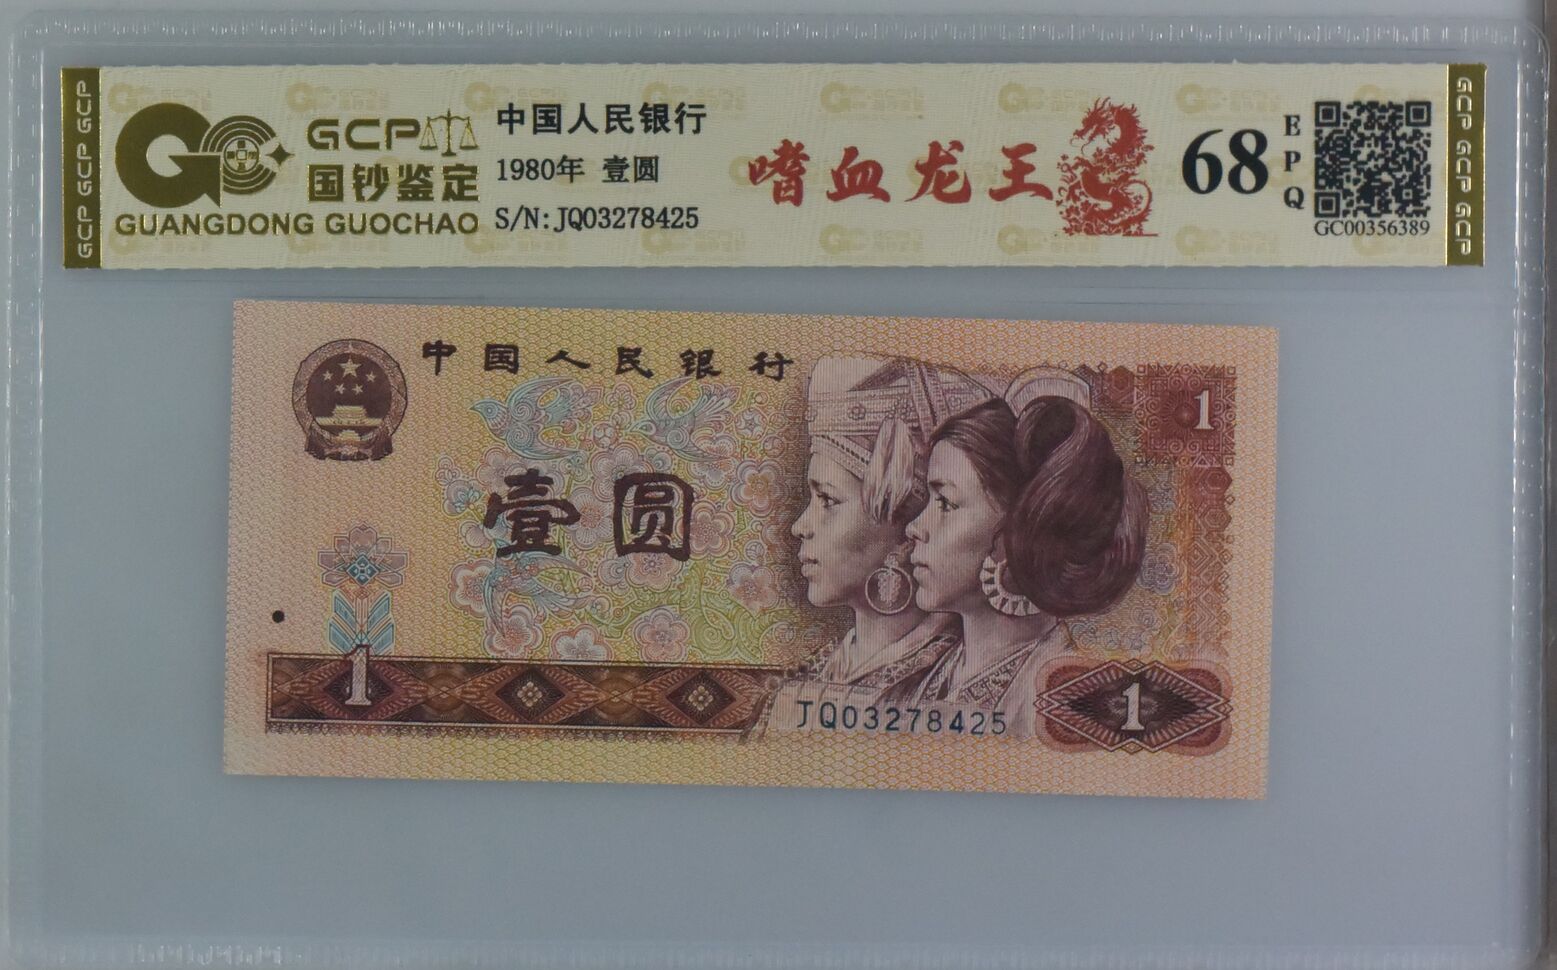 GCP GCP GCP
GCP
国钞鉴定
GUANGDONG GUOCHAO
中国人民银行
1980年 壹圆
S/N:JQ03278425
嗜血龙王
68
EPQ
GC00356389
GCP GCP GCP
中国人民银行
1
壹圆
1
JQ03278425
1